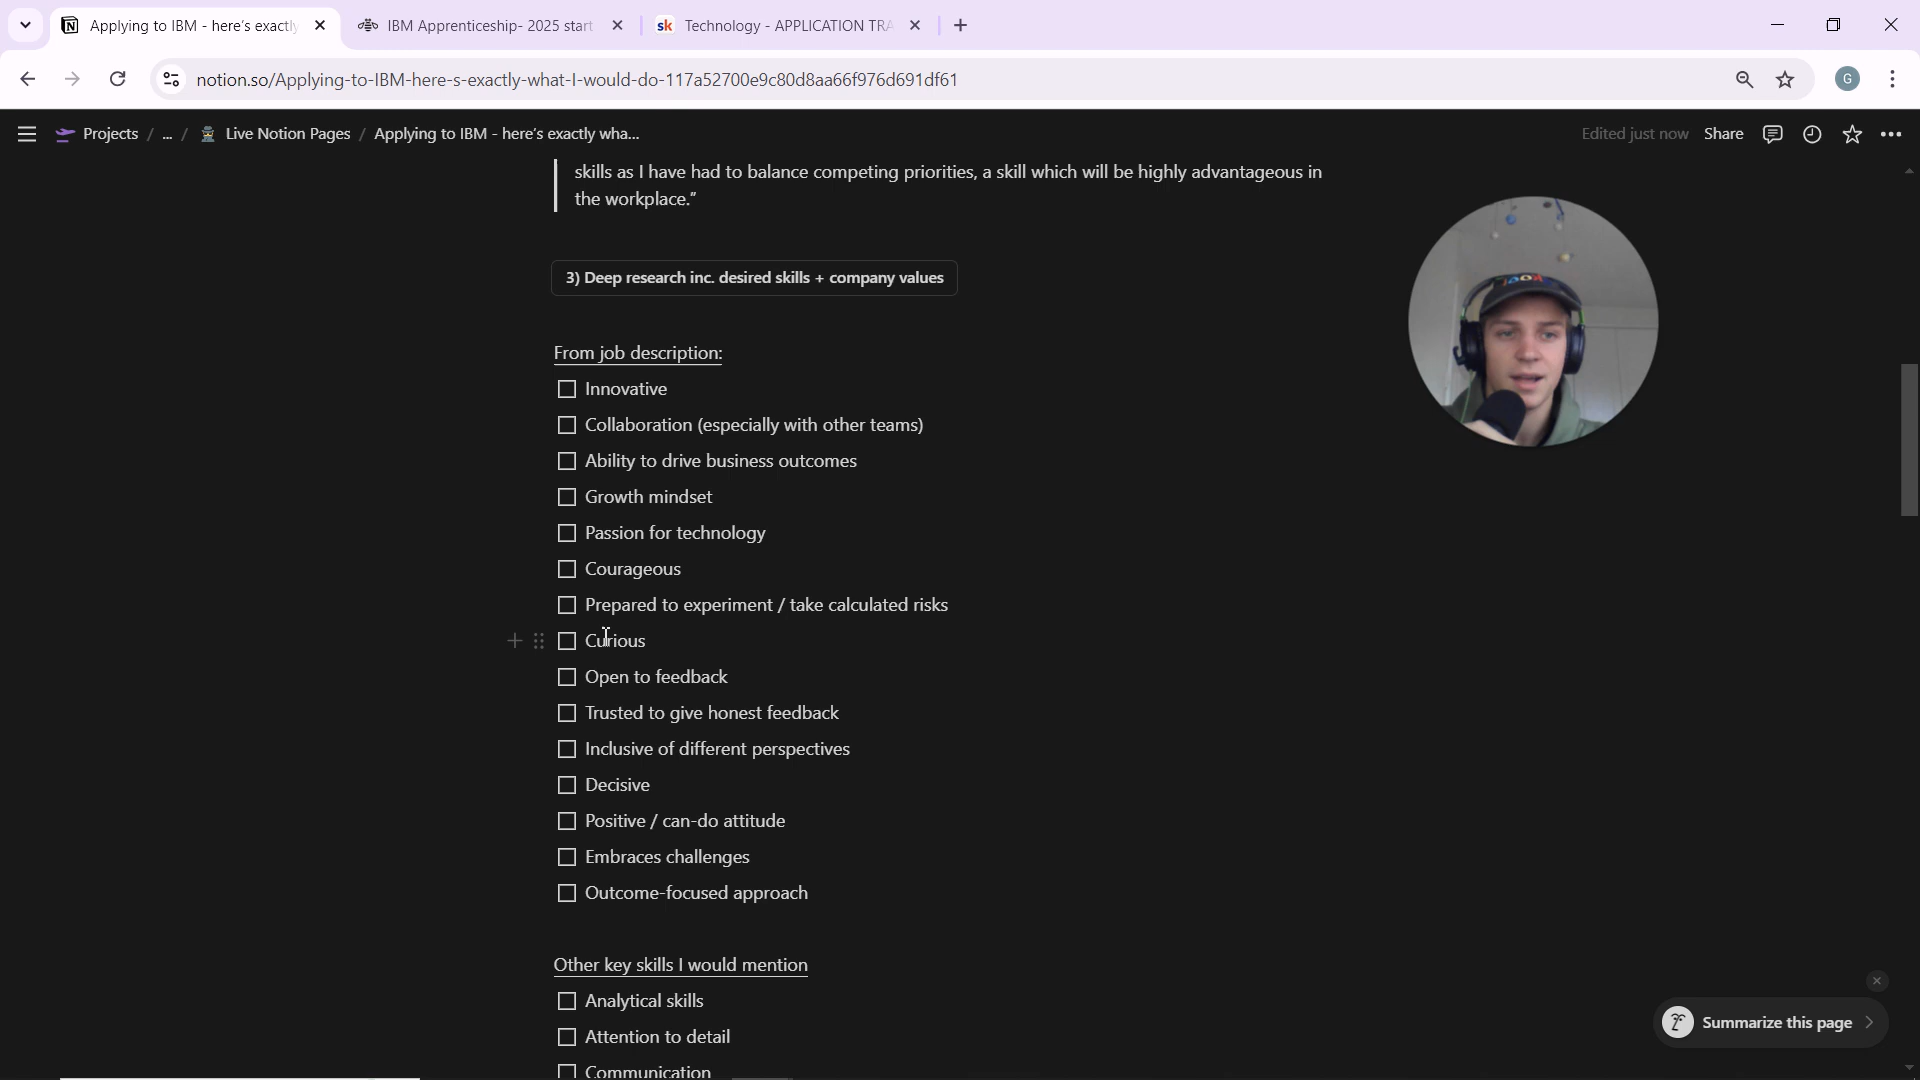 Applying to IBM - here's exactly
IBM Apprenticeship- 2025 start
sk
Technology - APPLICATION TRA
notion.so/Applying-to-IBM-here-s-exactly-what-I-would-do-117a52700e9c80d8aa66f976d691df61
G
Projects / ... / Live Notion Pages / Applying to IBM - here's exactly wha...
Edited just now
Share
skills as I have had to balance competing priorities, a skill which will be highly advantageous in
the workplace."
3) Deep research inc. desired skills + company values
From job description:
Innovative
Collaboration (especially with other teams)
Ability to drive business outcomes
Growth mindset
Passion for technology
Courageous
Prepared to experiment / take calculated risks
Curious
Open to feedback
Trusted to give honest feedback
Inclusive of different perspectives
Decisive
Positive / can-do attitude
Embraces challenges
Outcome-focused approach
Other key skills I would mention
Analytical skills
Attention to detail
Communication
Summarize this page